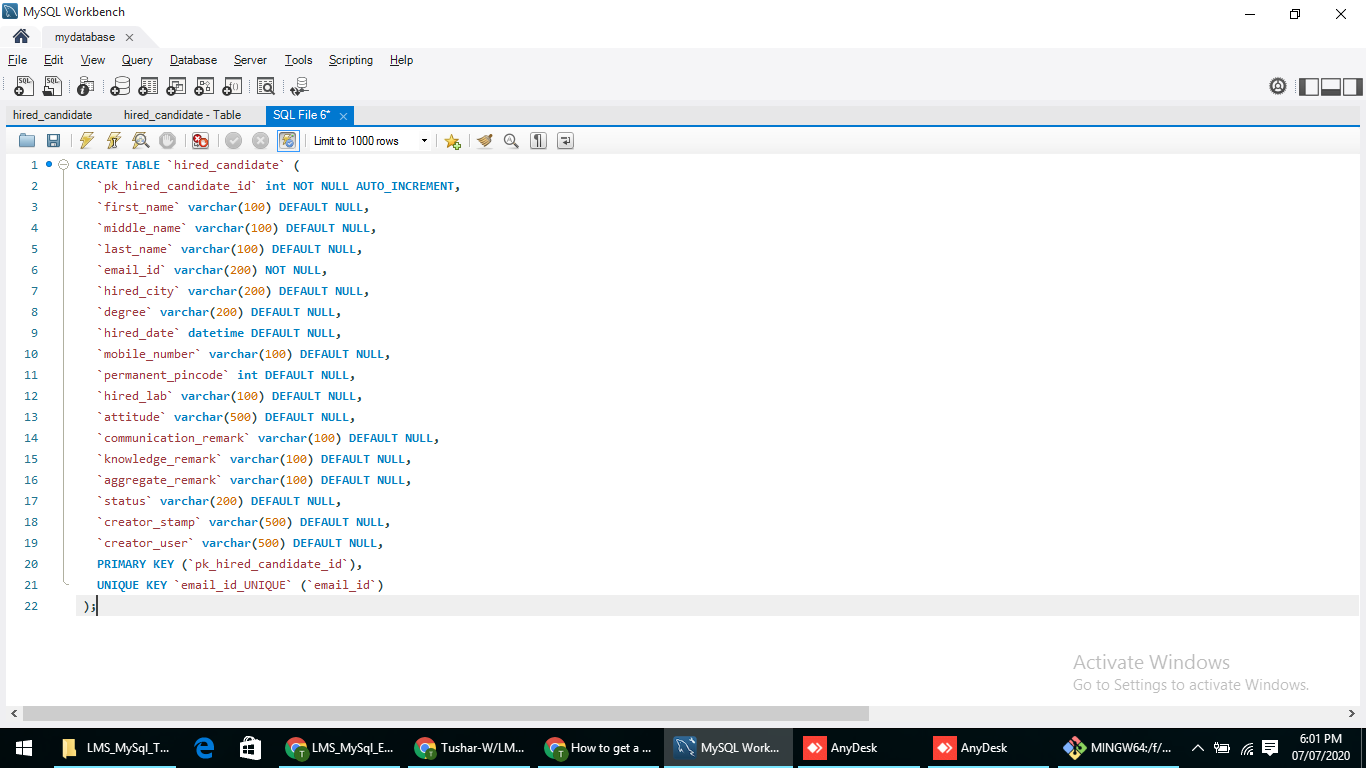 MySQL Workbench
mydatabase
File Edit View Query Database Server Tools Scripting Help
hired_candidate hired_candidate - Table SQL File 6*
Limit to 1000 rows
1 CREATE TABLE `hired_candidate` (
2 `pk_hired_candidate_id` int NOT NULL AUTO_INCREMENT,
3 `first_name` varchar(100) DEFAULT NULL,
4 `middle_name` varchar(100) DEFAULT NULL,
5 `last_name` varchar(100) DEFAULT NULL,
6 `email_id` varchar(200) NOT NULL,
7 `hired_city` varchar(200) DEFAULT NULL,
8 `degree` varchar(200) DEFAULT NULL,
9 `hired_date` datetime DEFAULT NULL,
10 `mobile_number` varchar(100) DEFAULT NULL,
11 `permanent_pincode` int DEFAULT NULL,
12 `hired_lab` varchar(100) DEFAULT NULL,
13 `attitude` varchar(500) DEFAULT NULL,
14 `communication_remark` varchar(100) DEFAULT NULL,
15 `knowledge_remark` varchar(100) DEFAULT NULL,
16 `aggregate_remark` varchar(100) DEFAULT NULL,
17 `status` varchar(200) DEFAULT NULL,
18 `creator_stamp` varchar(500) DEFAULT NULL,
19 `creator_user` varchar(500) DEFAULT NULL,
20 PRIMARY KEY (`pk_hired_candidate_id`),
21 UNIQUE KEY `email_id_UNIQUE` (`email_id`)
22 );
Activate Windows
Go to Settings to activate Windows.
LMS_MySql_T... LMS_MySql_E... Tushar-W/LM... How to get a ... MySQL Work... AnyDesk AnyDesk MINGW64:/f/... 6:01 PM
07/07/2020